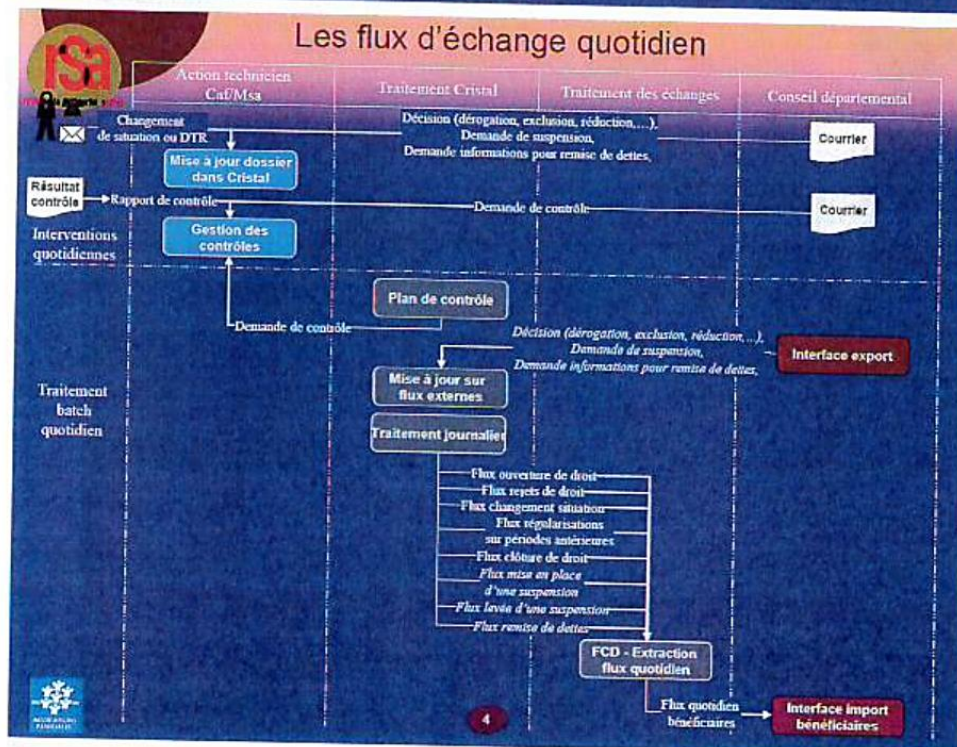 Les flux d'échange quotidien
rsa
Action technicien
Caf/Msa
Traitement Cristal
Traitement des échanges
Conseil départemental
Changement
de situation ou DTR
Décision (dérogation, exclusion, réduction,…),
Demande de suspension,
Demande informations pour remise de dettes,
Courrier
Mise à jour dossier
dans Cristal
Résultat
contrôle
Rapport de contrôle
Demande de contrôle
Courrier
Gestion des
contrôles
Interventions
quotidiennes
Plan de contrôle
Demande de contrôle
Décision (dérogation, exclusion, réduction,...),
Demande de suspension,
Demande informations pour remise de dettes,
Interface export
Mise à jour sur
flux externes
Traitement
batch
quotidien
Traitement journalier
Flux ouverture de droit
Flux rejets de droit
Flux changement situation
Flux régularisations
sur périodes antérieures
Flux clôture de droit
Flux mise en place
d'une suspension
Flux levée d'une suspension
Flux remise de dettes
FCD - Extraction
flux quotidien
Flux quotidien
bénéficiaires
Interface import
bénéficiaires
4